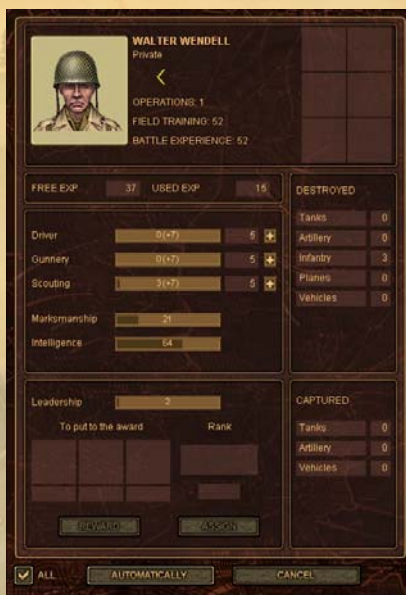 WALTER WENDELL
Private
OPERATIONS: 1
FIELD TRAINING: 52
BATTLE EXPERIENCE: 52
FREE EXP 37 USED EXP 15
Driver 0(+7) 5 +
Gunnery 0(+7) 5 +
Scouting 3(+7) 5 +
Marksmanship 21
Intelligence 64
DESTROYED
Tanks 0
Artillery 0
Infantry 3
Planes 0
Vehicles 0
Leadership 2
To put to the award Rank
REWARD ASSIGN
CAPTURED
Tanks 0
Artillery 0
Vehicles 0
ALL AUTOMATICALLY CANCEL